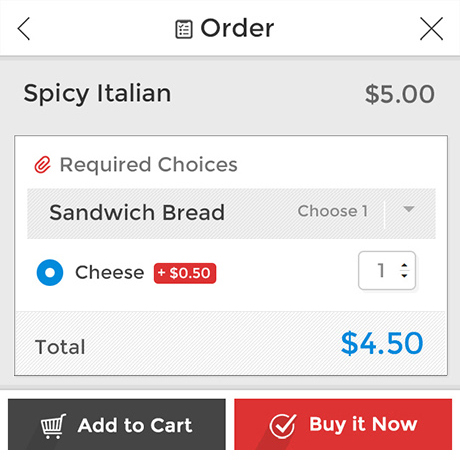 Order
Spicy Italian $5.00
Required Choices
Sandwich Bread Choose 1
Cheese + $0.50 1
Total $4.50
Add to Cart Buy it Now